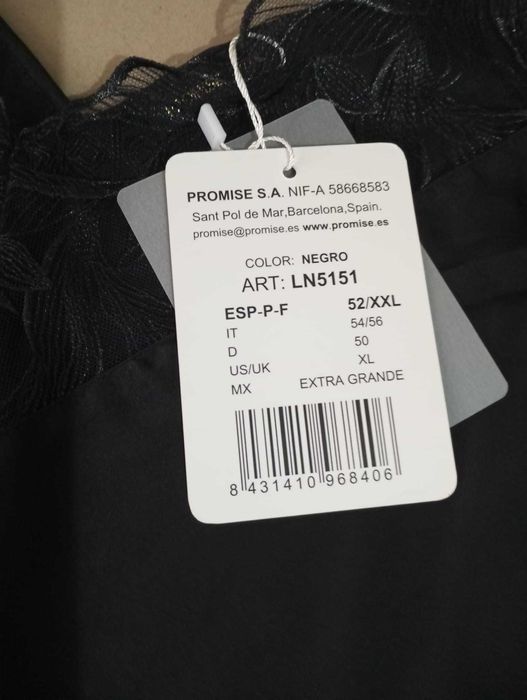 PROMISE S.A. NIF-A 58668583
Sant Pol de Mar,Barcelona,Spain.
promise@promise.es www.promise.es
COLOR: NEGRO
ART: LN5151
ESP-P-F 52/XXL
IT 54/56
D 50
US/UK XL
MX EXTRA GRANDE
8 431410 968406